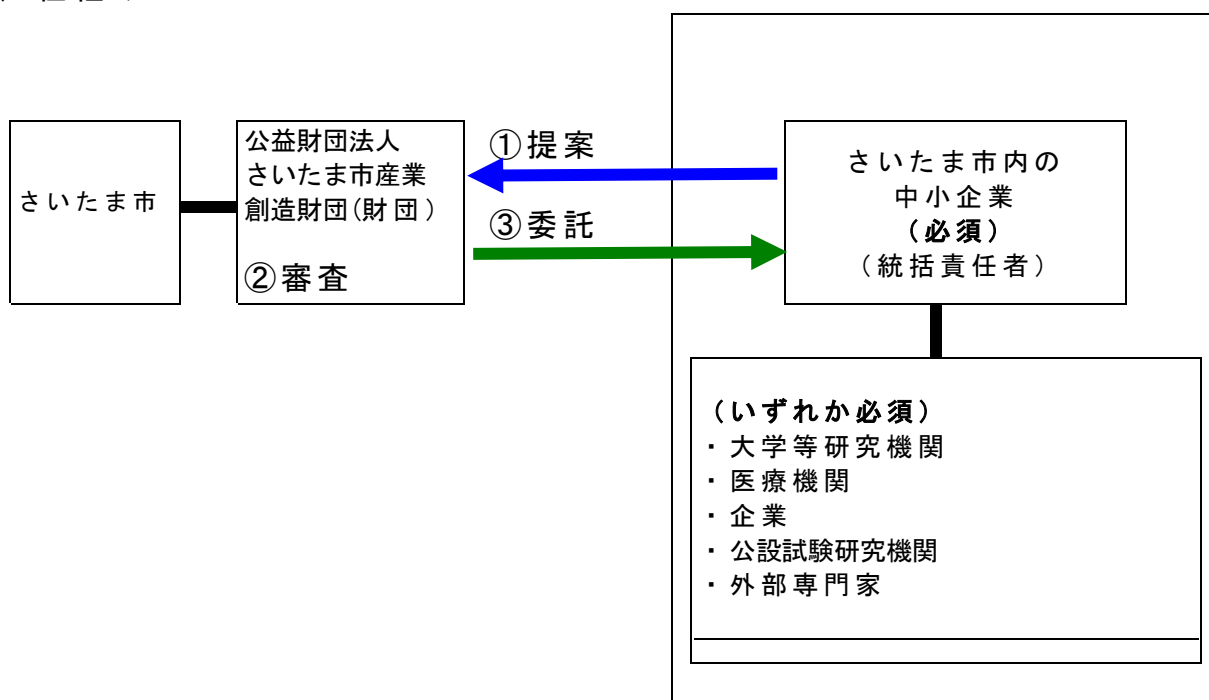 さいたま市
公益財団法人
さいたま市産業
創造財団(財団)
②審査
①提案
③委託
さいたま市内の
中小企業
(必須)
(統括責任者)
(いずれか必須)
・大学等研究機関
・医療機関
・企業
・公設試験研究機関
・外部専門家